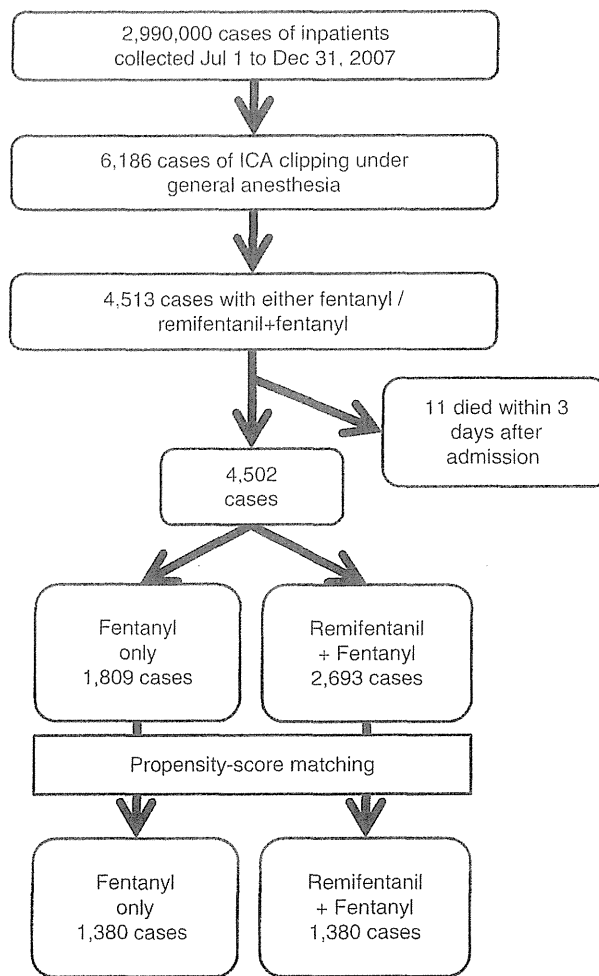 2,990,000 cases of inpatients
collected Jul 1 to Dec 31, 2007
6,186 cases of ICA clipping under
general anesthesia
4,513 cases with either fentanyl /
remifentanil+fentanyl
11 died within 3
days after
admission
4,502
cases
Fentanyl
only
1,809 cases
Remifentanil
+ Fentanyl
2,693 cases
Propensity-score matching
Fentanyl
only
1,380 cases
Remifentanil
+ Fentanyl
1,380 cases